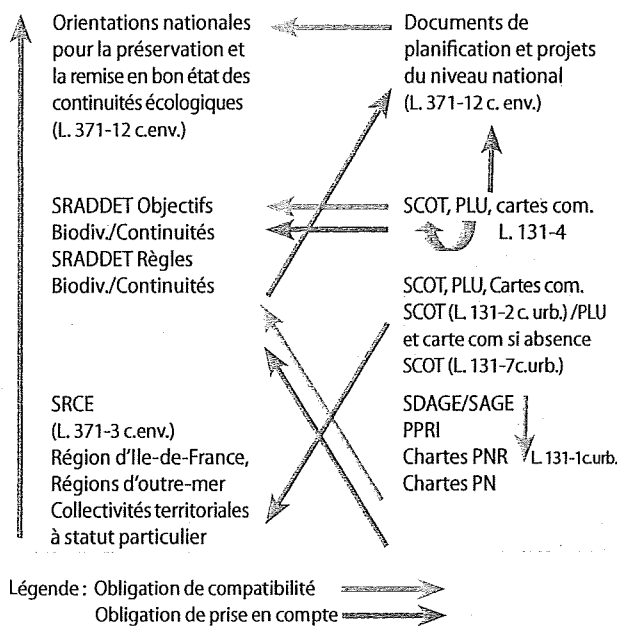 Orientations nationales
pour la préservation et
la remise en bon état des
continuités écologiques
(L. 371-12 c.env.)
Documents de
planification et projets
du niveau national
(L. 371-12 c. env.)
SRADDET Objectifs
Biodiv./Continuités
SRADDET Règles
Biodiv./Continuités
SCOT, PLU, cartes com.
L. 131-4
SCOT, PLU, Cartes com.
SCOT (L. 131-2 c. urb.) /PLU
et carte com si absence
SCOT (L. 131-7c.urb.)
SRCE
(L. 371-3 c.env.)
Région d'Ile-de-France,
Régions d'outre-mer
Collectivités territoriales
à statut particulier
SDAGE/SAGE
PPRI
Chartes PNR
L. 131-1c.urb.
Chartes PN
Légende : Obligation de compatibilité
Obligation de prise en compte